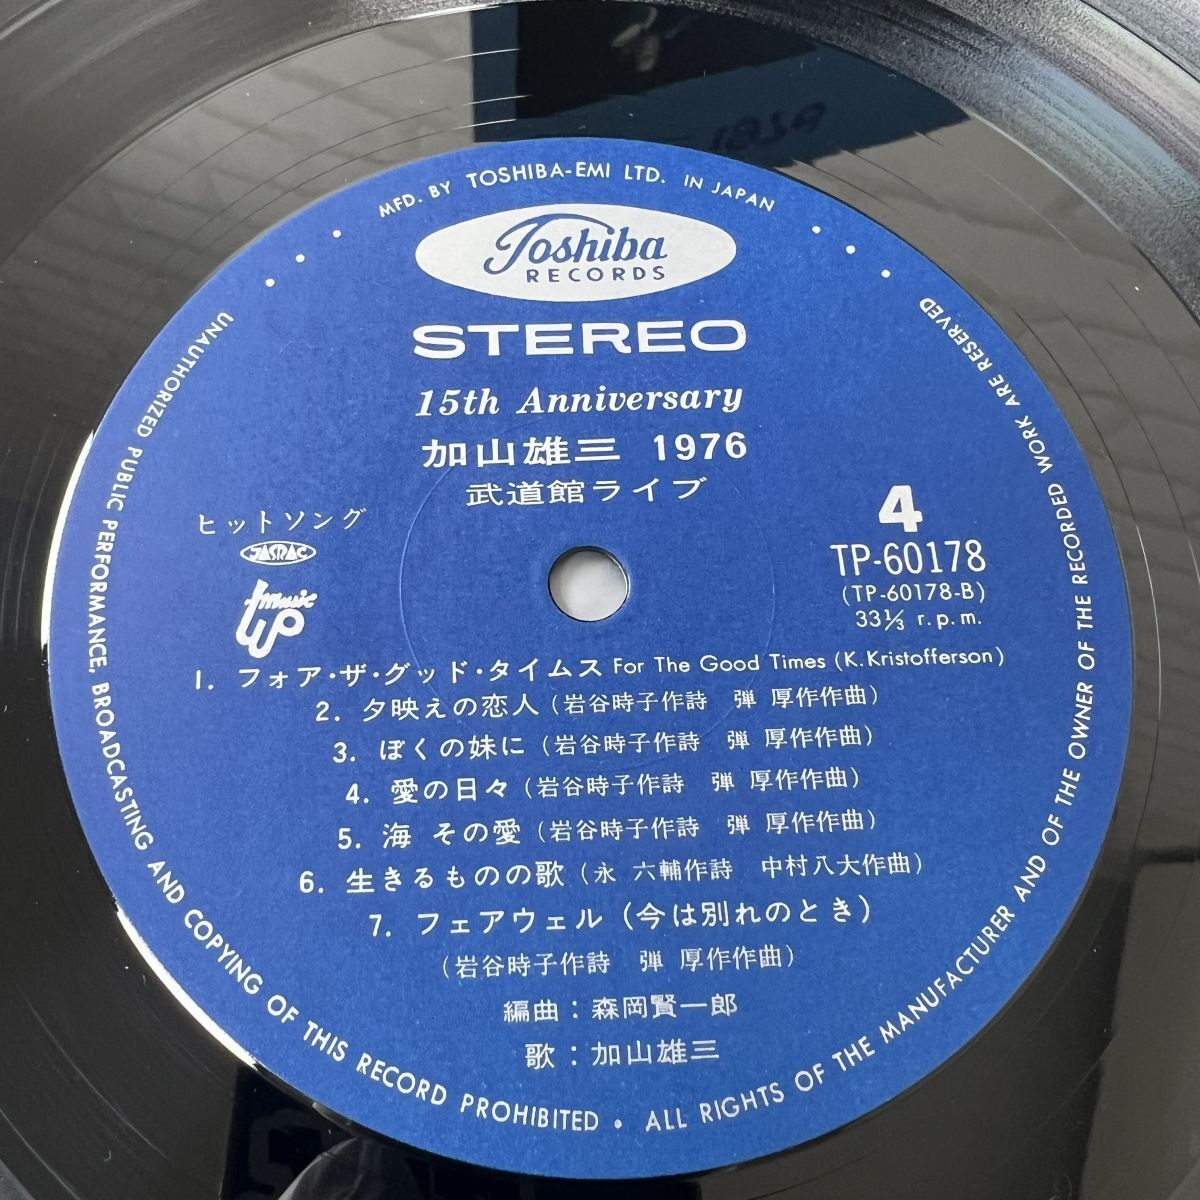 MFD. BY TOSHIBA-EMI LTD. IN JAPAN
Toshiba
RECORDS
STEREO
15th Anniversary
加山雄三 1976
武道館ライブ
ヒットソング
JASRAC
music
UP
4
TP-60178
(TP-60178-B)
33⅓ r.p.m.
1. フォア・ザ・グッド・タイムス For The Good Times (K.Kristofferson)
2. 夕映えの恋人(岩谷時子作詩 弾 厚作作曲)
3. ぼくの妹に(岩谷時子作詩 弾 厚作作曲)
4. 愛の日々(岩谷時子作詩 弾 厚作作曲)
5. 海 その愛(岩谷時子作詩 弾 厚作作曲)
6. 生きるものの歌(永 六輔作詩 中村八大作曲)
7. フェアウェル(今は別れのとき)
(岩谷時子作詩 弾 厚作作曲)
編曲:森岡賢一郎
歌:加山雄三
UNAUTHORIZED PUBLIC PERFORMANCE, BROADCASTING AND COPYING OF THIS RECORD PROHIBITED • ALL RIGHTS OF THE MANUFACTURER AND OF THE OWNER OF THE RECORDED WORK ARE RESERVED
1976